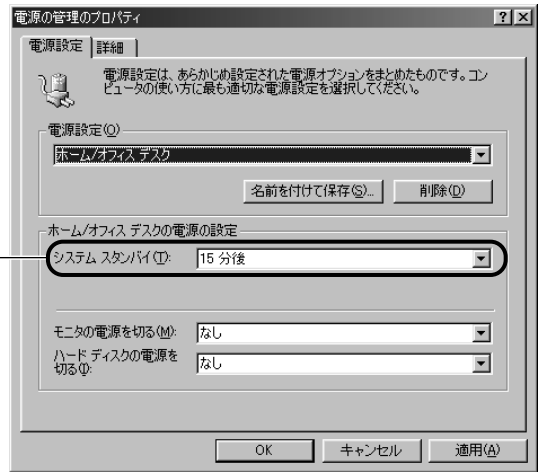 電源の管理のプロパティ
電源設定 詳細
電源設定は、あらかじめ設定された電源オプションをまとめたものです。コン
ピュータの使い方に最も適切な電源設定を選択してください。
電源設定(O)
ホーム/オフィス デスク
名前を付けて保存(S)... 削除(D)
ホーム/オフィス デスクの電源の設定
システム スタンバイ(T): 15 分後
モニタの電源を切る(M): なし
ハード ディスクの電源を
切る(I): なし
OK キャンセル 適用(A)